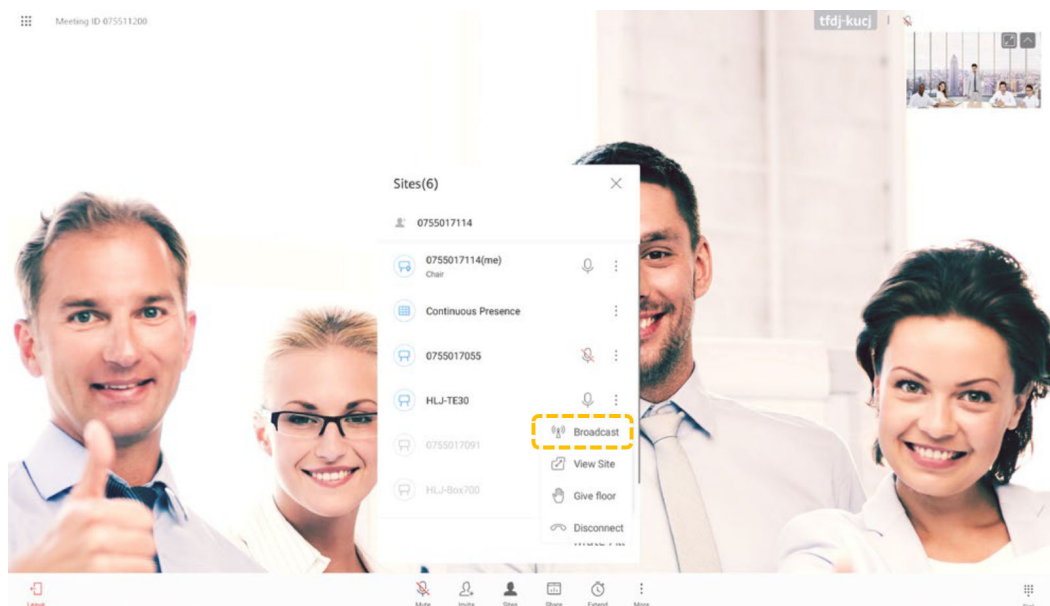 Meeting ID 075511200
tfdj-kucj
Sites(6)
0755017114
0755017114(me)
Chair
Continuous Presence
0755017055
HLJ-TE30
Broadcast
0755017091
View Site
HLJ-Box700
Give floor
Disconnect
Leave
Mute
Invite
Sites
Share
Extend
More